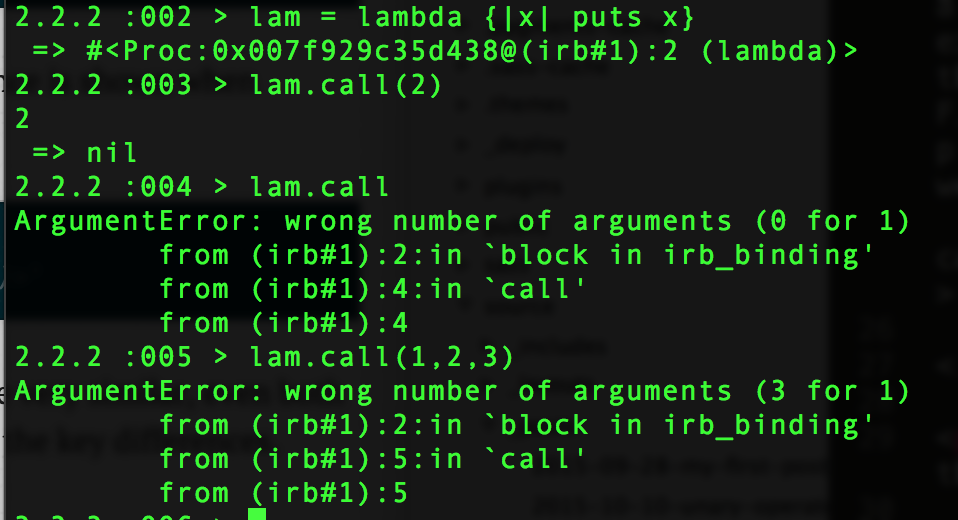 2.2.2 :002 > lam = lambda {|x| puts x}
 => #<Proc:0x007f929c35d438@(irb#1):2 (lambda)>
2.2.2 :003 > lam.call(2)
2
 => nil
2.2.2 :004 > lam.call
ArgumentError: wrong number of arguments (0 for 1)
        from (irb#1):2:in `block in irb_binding'
        from (irb#1):4:in `call'
        from (irb#1):4
2.2.2 :005 > lam.call(1,2,3)
ArgumentError: wrong number of arguments (3 for 1)
        from (irb#1):2:in `block in irb_binding'
        from (irb#1):5:in `call'
        from (irb#1):5
2.2.2 :006 >